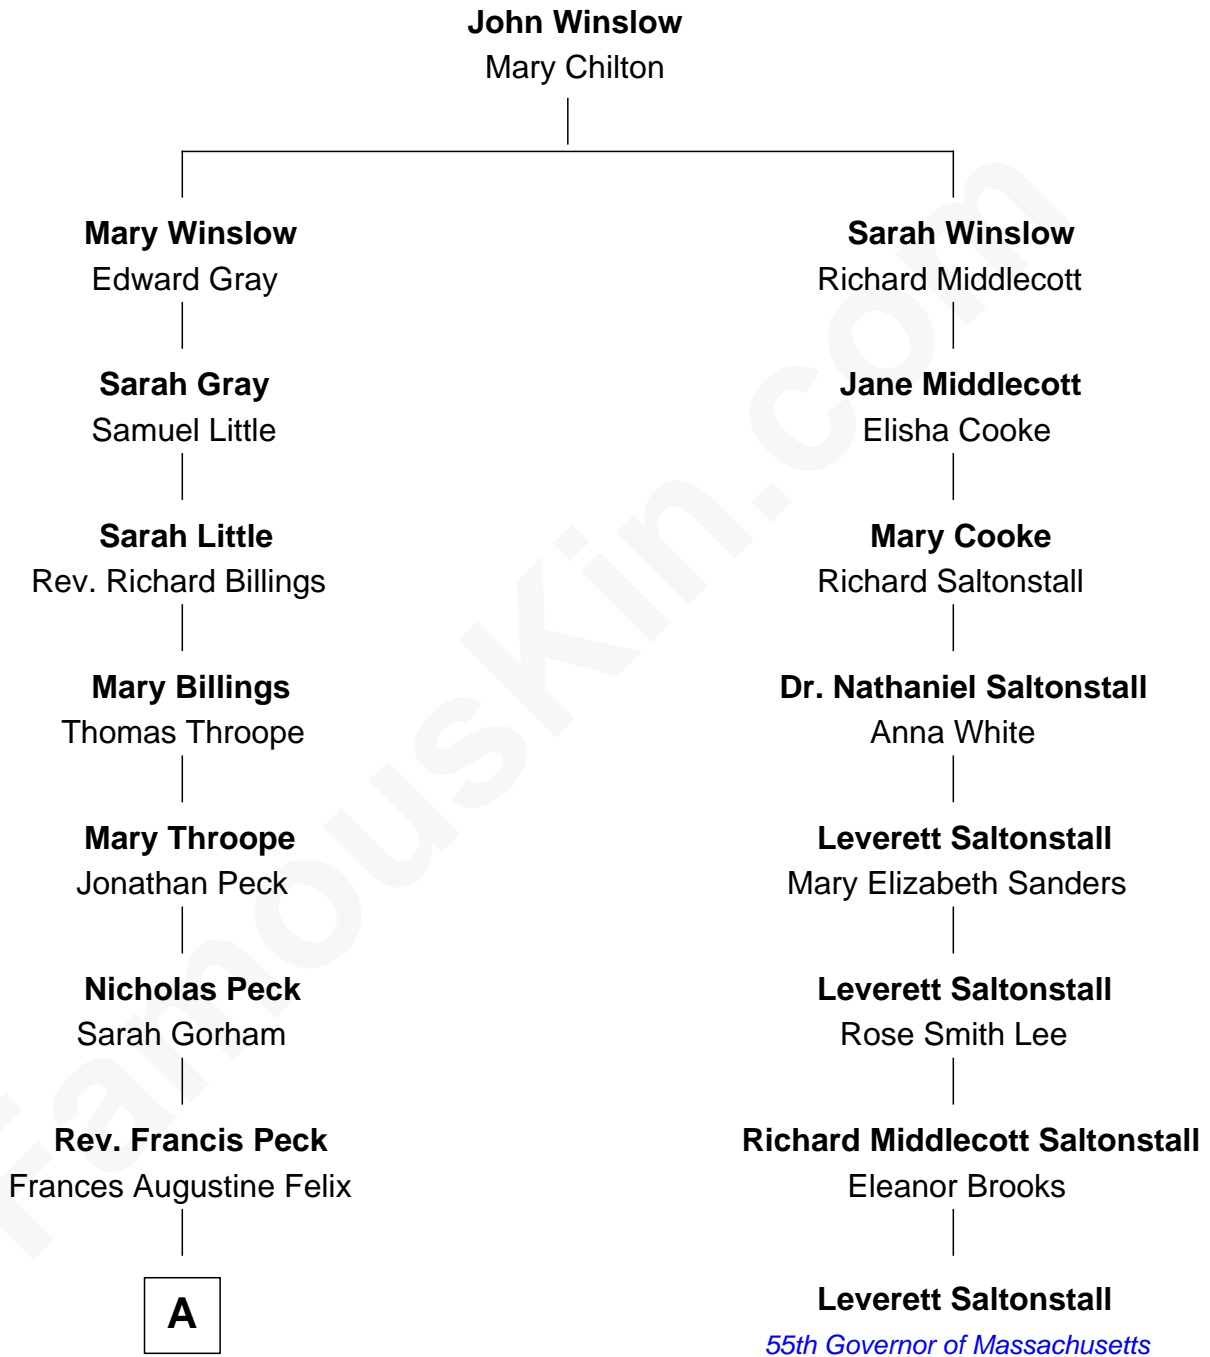 John Winslow
Mary Chilton
Mary Winslow
Edward Gray
Sarah Winslow
Richard Middlecott
Sarah Gray
Samuel Little
Jane Middlecott
Elisha Cooke
Sarah Little
Rev. Richard Billings
Mary Cooke
Richard Saltonstall
Mary Billings
Thomas Throope
Dr. Nathaniel Saltonstall
Anna White
Mary Throope
Jonathan Peck
Leverett Saltonstall
Mary Elizabeth Sanders
Nicholas Peck
Sarah Gorham
Leverett Saltonstall
Rose Smith Lee
Rev. Francis Peck
Frances Augustine Felix
Richard Middlecott Saltonstall
Eleanor Brooks
A
Leverett Saltonstall
55th Governor of Massachusetts
FamousKin.com